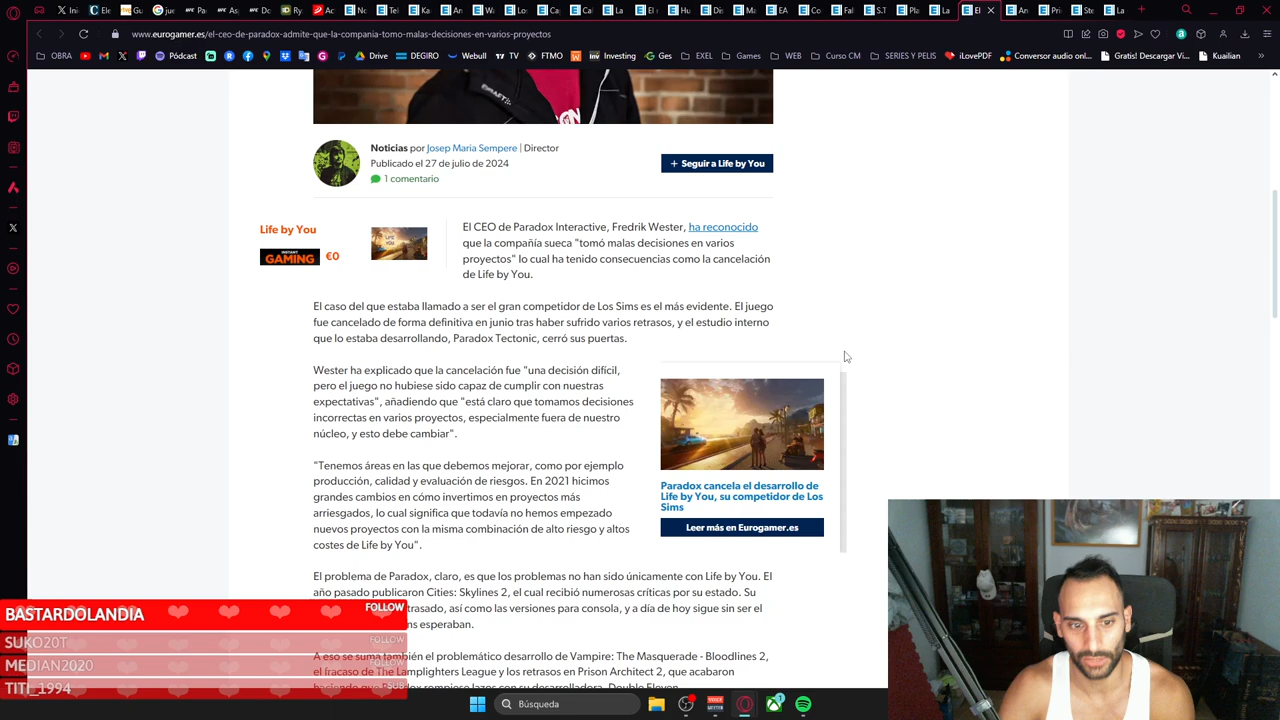 www.eurogamer.es/el-ceo-de-paradox-admite-que-la-compania-tomo-malas-decisiones-en-varios-proyectos
OBRA Pódcast Drive DEGIRO Webull TV FTMO Investing Ges EXEL Games WEB Curso CM SERIES Y PELIS iLovePDF Conversor audio onl... Gratis! Descargar Vi... Kuailian
Noticias por Josep Maria Sempere | Director
Publicado el 27 de julio de 2024
1 comentario
+ Seguir a Life by You
Life by You
INSTANT GAMING €0
El CEO de Paradox Interactive, Fredrik Wester, ha reconocido
que la compañía sueca "tomó malas decisiones en varios
proyectos" lo cual ha tenido consecuencias como la cancelación
de Life by You.
El caso del que estaba llamado a ser el gran competidor de Los Sims es el más evidente. El juego
fue cancelado de forma definitiva en junio tras haber sufrido varios retrasos, y el estudio interno
que lo estaba desarrollando, Paradox Tectonic, cerró sus puertas.
Wester ha explicado que la cancelación fue "una decisión difícil,
pero el juego no hubiese sido capaz de cumplir con nuestras
expectativas", añadiendo que "está claro que tomamos decisiones
incorrectas en varios proyectos, especialmente fuera de nuestro
núcleo, y esto debe cambiar".
"Tenemos áreas en las que debemos mejorar, como por ejemplo
producción, calidad y evaluación de riesgos. En 2021 hicimos
grandes cambios en cómo invertimos en proyectos más
arriesgados, lo cual significa que todavía no hemos empezado
nuevos proyectos con la misma combinación de alto riesgo y altos
costes de Life by You".
Paradox cancela el desarrollo de
Life by You, su competidor de Los
Sims
Leer más en Eurogamer.es
El problema de Paradox, claro, es que los problemas no han sido únicamente con Life by You. El
año pasado publicaron Cities: Skylines 2, el cual recibió numerosas críticas por su estado. Su
trasado, así como las versiones para consola, y a día de hoy sigue sin ser el
ns esperaban.
A eso se suma también el problemático desarrollo de Vampire: The Masquerade - Bloodlines 2,
el fracaso de The Lamplighters League y los retrasos en Prison Architect 2, que acabaron
BASTARDOLANDIA FOLLOW
SUKO20T FOLLOW
MEDIAN2020 FOLLOW
TITI_1994
Búsqueda